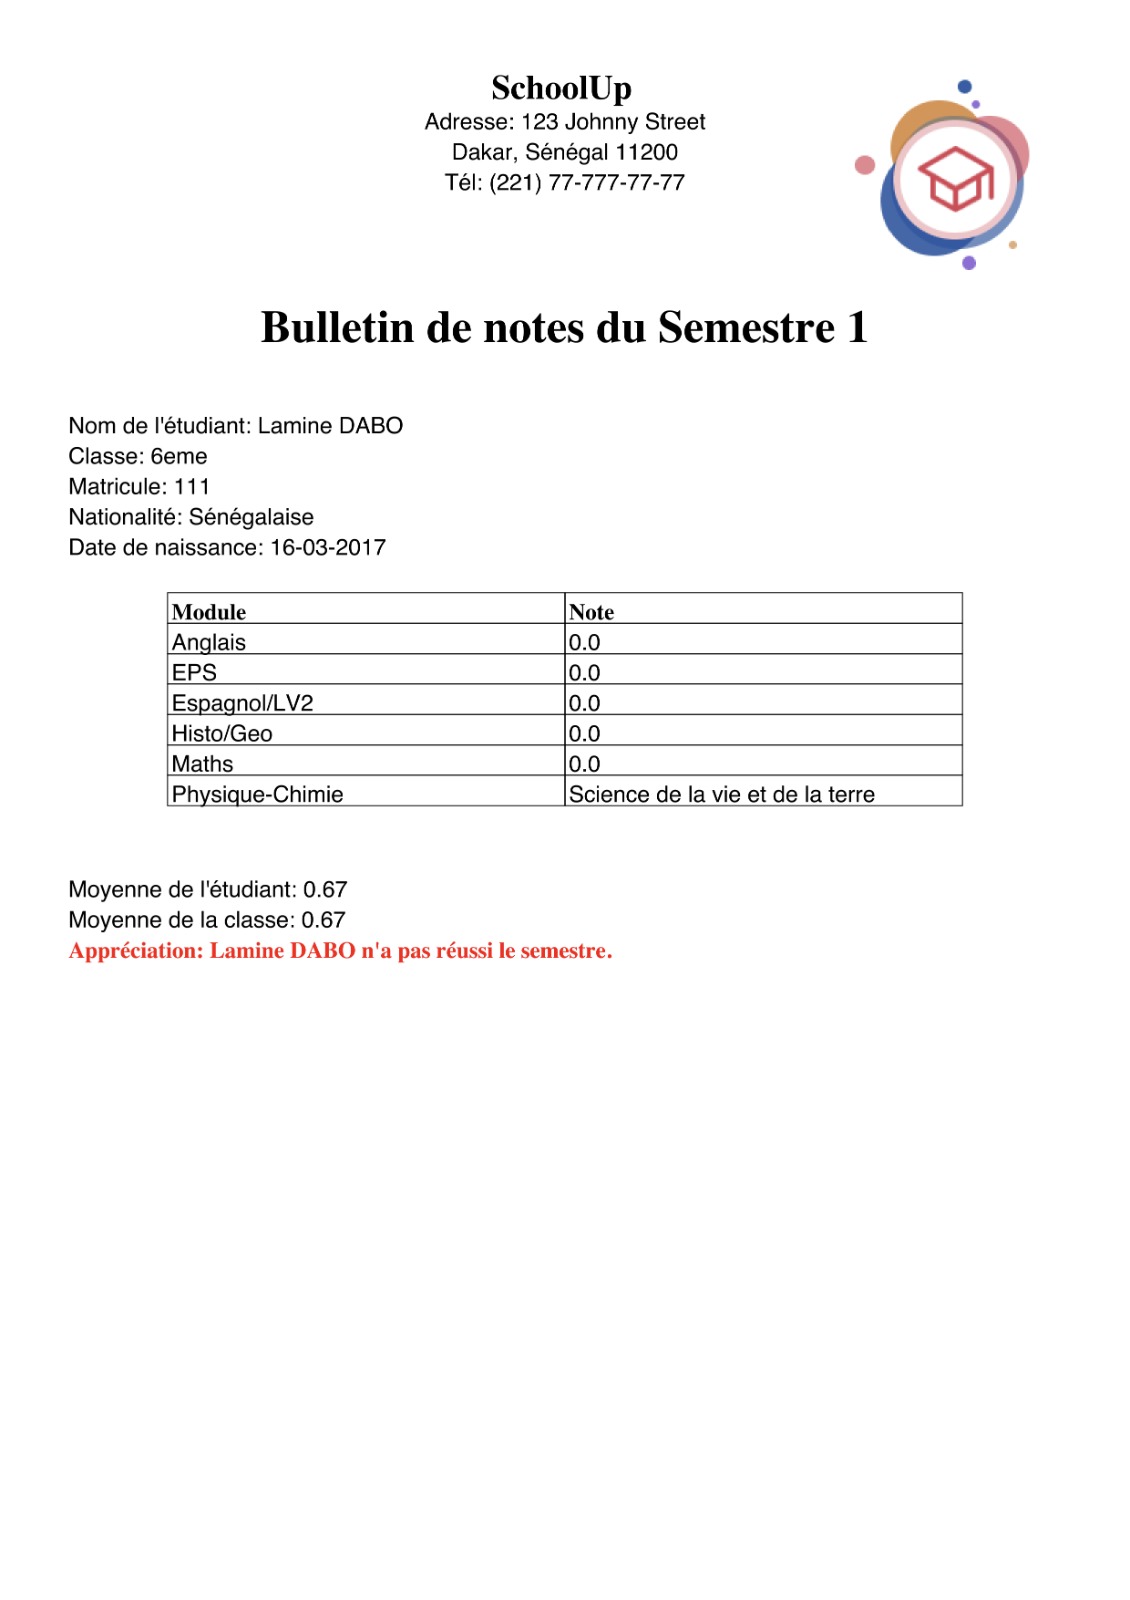 SchoolUp
Adresse: 123 Johnny Street
Dakar, Sénégal 11200
Tél: (221) 77-777-77-77
Bulletin de notes du Semestre 1
Nom de l'étudiant: Lamine DABO
Classe: 6eme
Matricule: 111
Nationalité: Sénégalaise
Date de naissance: 16-03-2017
Module Note
Anglais 0.0
EPS 0.0
Espagnol/LV2 0.0
Histo/Geo 0.0
Maths 0.0
Physique-Chimie Science de la vie et de la terre
Moyenne de l'étudiant: 0.67
Moyenne de la classe: 0.67
Appréciation: Lamine DABO n'a pas réussi le semestre.